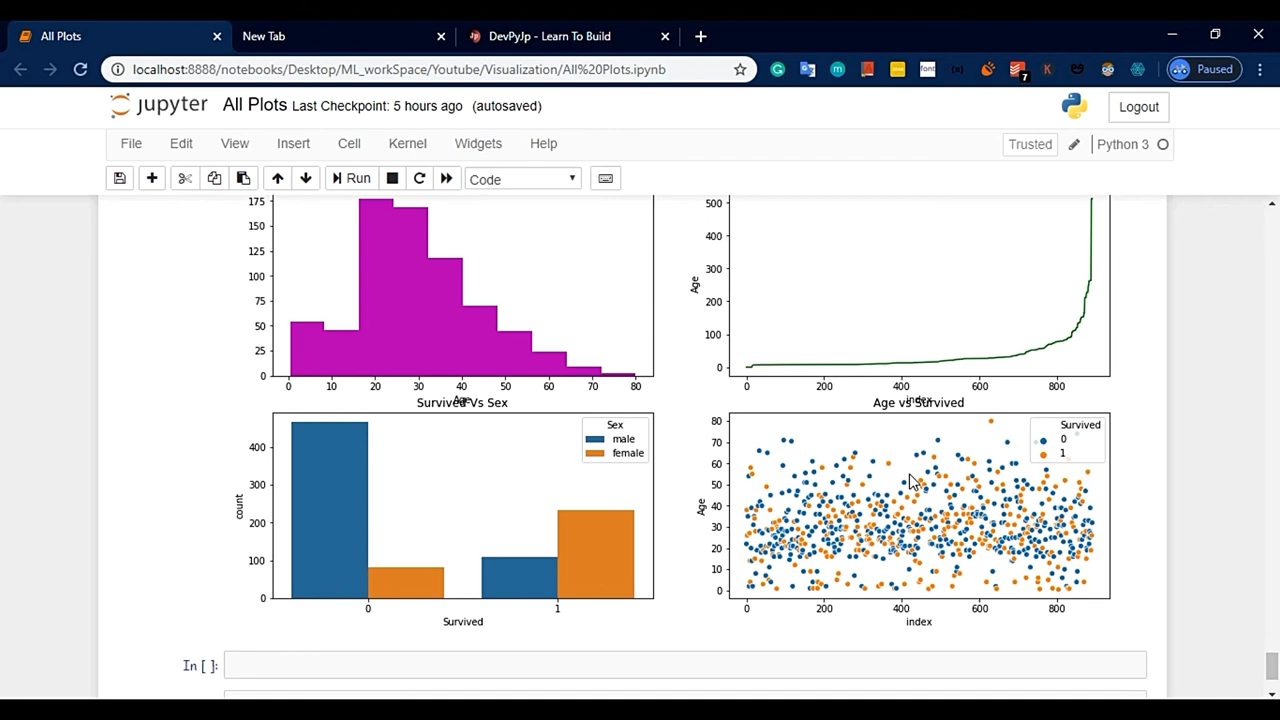 All Plots
New Tab
DevPyJp - Learn To Build
localhost:8888/notebooks/Desktop/ML_workSpace/Youtube/Visualization/All%20Plots.ipynb
font
7
Paused
jupyter All Plots Last Checkpoint: 5 hours ago (autosaved)
Logout
File Edit View Insert Cell Kernel Widgets Help
Trusted
Python 3
Run
Code
175
150
125
100
75
50
25
0
0 10 20 30 40 50 60 70 80
Age
500
400
300
200
100
0
Age
0 200 400 600 800
index
Survived Vs Sex
400
300
200
100
0
count
Sex
male
female
0 1
Survived
Age vs Survived
80
70
60
50
40
30
20
10
0
Age
Survived
0
1
0 200 400 600 800
index
In [ ]: